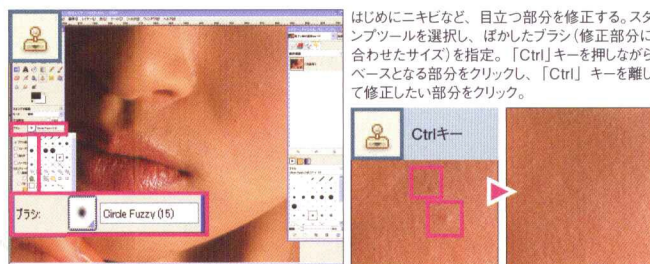 はじめにニキビなど、目立つ部分を修正する。スタ
ンプツールを選択し、ぼかしたブラシ（修正部分に
合わせたサイズ）を指定。「Ctrl」キーを押しながら
ベースとなる部分をクリックし、「Ctrl」キーを離し
て修正したい部分をクリック。
Ctrlキー
ブラシ:
Circle Fuzzy (15)